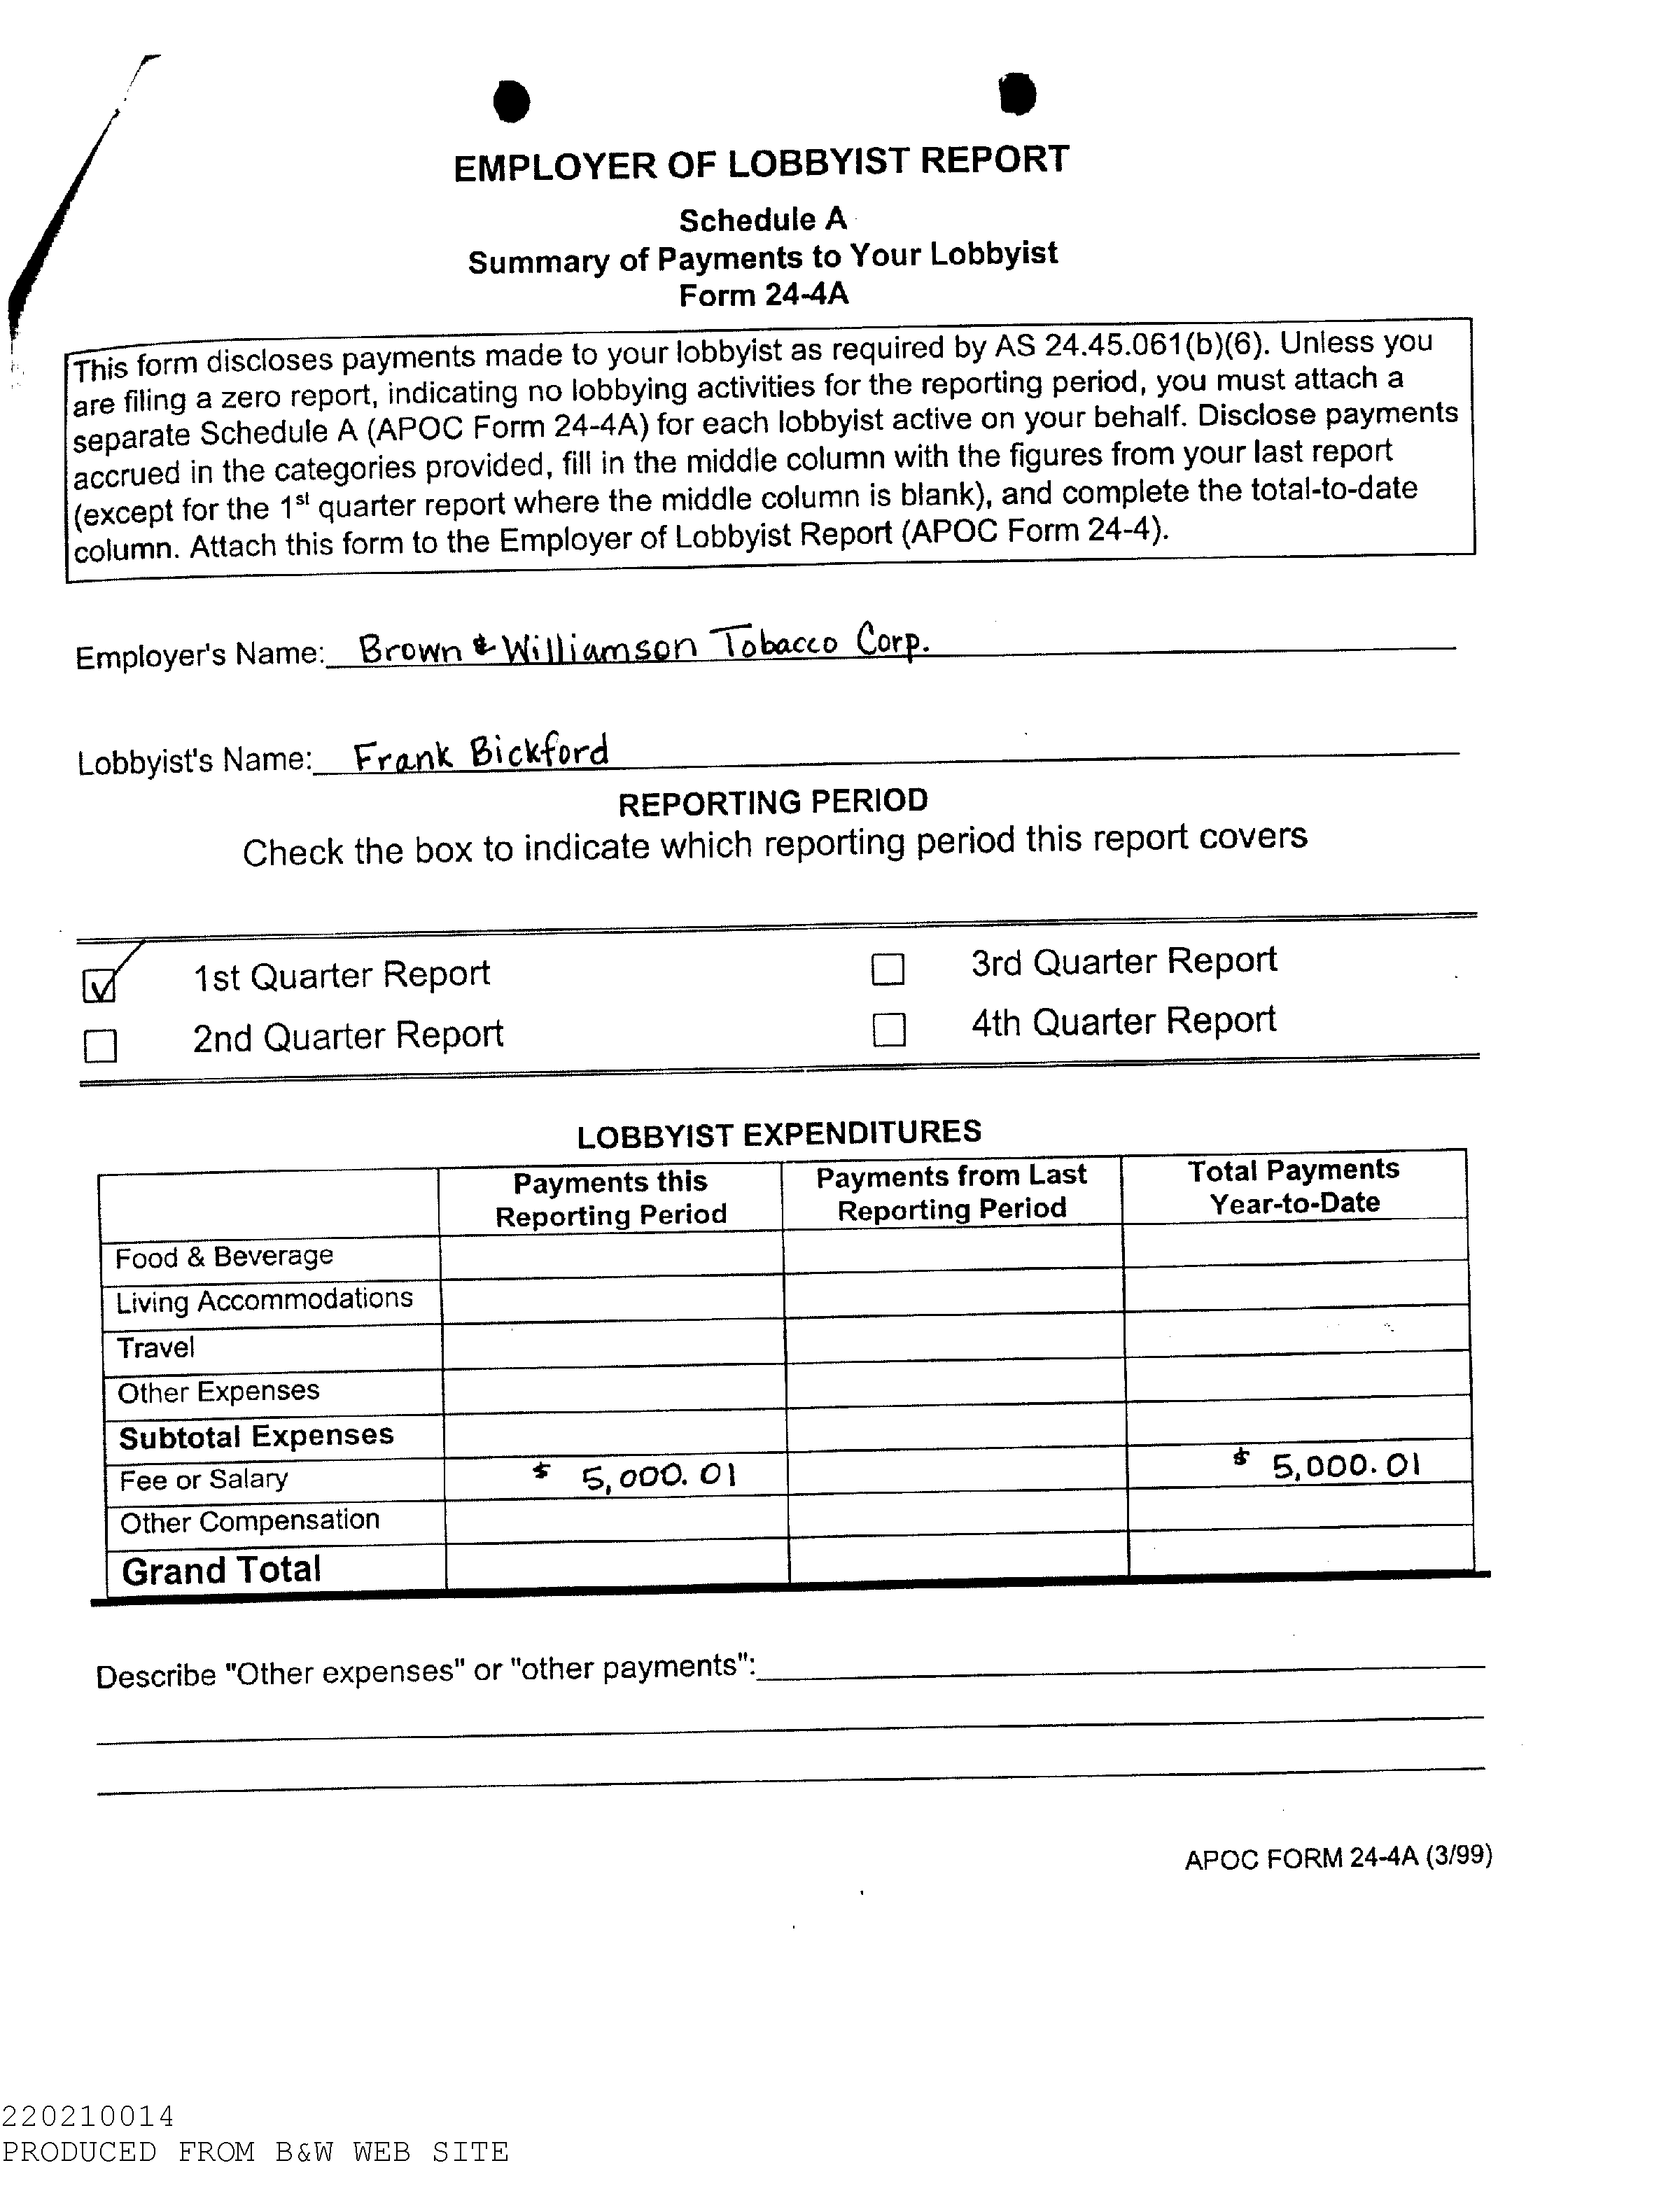 EMPLOYER OF LOBBYIST REPORT
Schedule A
Summary of Payments to Your Lobbyist
Form 24-4A
This form discloses payments made to your lobbyist as required by AS 24.45.061(b)(6). Unless you
are filing a zero report, indicating no lobbying activities for the reporting period, you must attach a
separate Schedule A (APOC Form 24-4A) for each lobbyist active on your behalf. Disclose payments
accrued in the categories provided, fill in the middle column with the figures from your last report
(except for the 1st quarter report where the middle column is blank), and complete the total-to-date
column. Attach this form to the Employer of Lobbyist Report (APOC Form 24-4).
Employer's Name: Brown & Williamson Tobacco Corp.
Lobbyist's Name: Frank Bickford
REPORTING PERIOD
Check the box to indicate which reporting period this report covers
1st Quarter Report 3rd Quarter Report
2nd Quarter Report 4th Quarter Report
LOBBYIST EXPENDITURES
Payments this Payments from Last Total Payments
Reporting Period Reporting Period Year-to-Date
Food & Beverage
Living Accommodations
Travel
Other Expenses
Subtotal Expenses
Fee or Salary $ 5,000.01 $ 5,000.01
Other Compensation
Grand Total
Describe "Other expenses" or "other payments":
APOC FORM 24-4A (3/99)
220210014
PRODUCED FROM B&W WEB SITE